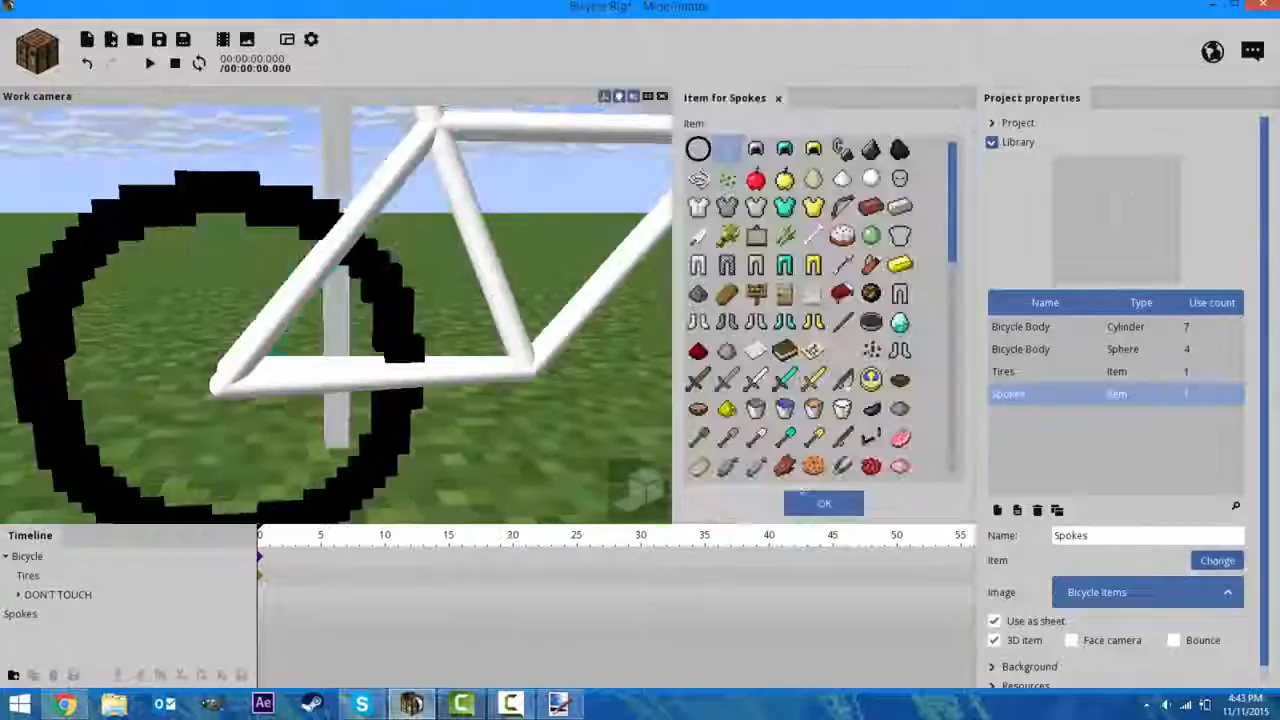 Bicycle Rig* - Mine-imator
00:00:00.000
/00:00:00.000
Work camera
Item for Spokes x
Project properties
Item:
Project
Library
Name Type Use count
Bicycle Body Cylinder 7
Bicycle Body Sphere 4
Tires Item 1
Spokes Item 1
OK
Name: Spokes
Item Change
Image Bicycle Items
Use as sheet
3D item Face camera Bounce
Background
Resources
Timeline
0 5 10 15 20 25 30 35 40 45 50 55
Bicycle
Tires
DON'T TOUCH
Spokes
Ae
4:43 PM
11/11/2015